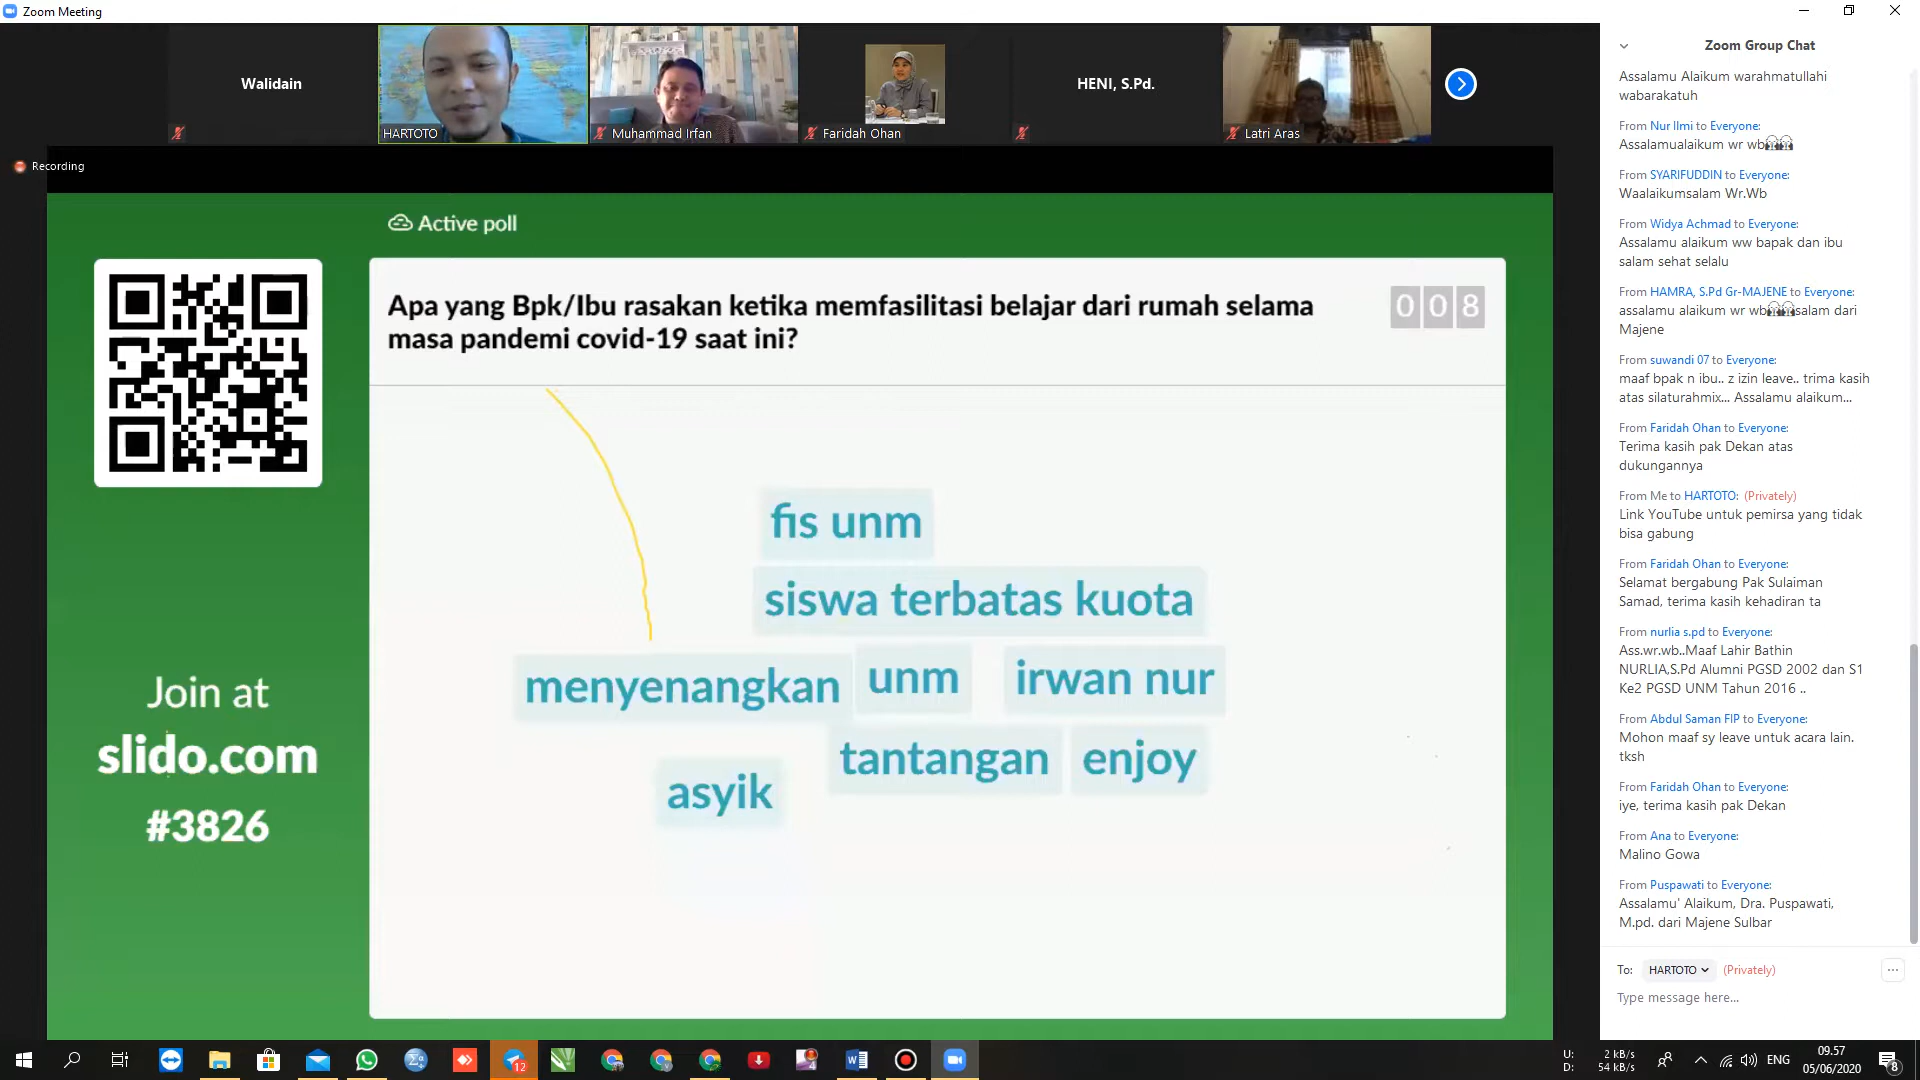 Zoom Meeting
Walidain
HARTOTO
Muhammad Irfan
Faridah Ohan
HENI, S.Pd.
Latri Aras
Recording
Active poll
Apa yang Bpk/Ibu rasakan ketika memfasilitasi belajar dari rumah selama
masa pandemi covid-19 saat ini?
008
fis unm
siswa terbatas kuota
menyenangkan
unm
irwan nur
tantangan
enjoy
asyik
Join at
slido.com
#3826
Zoom Group Chat
Assalamu Alaikum warahmatullahi
wabarakatuh
From Nur Ilmi to Everyone:
Assalamualaikum wr wb
From SYARIFUDDIN to Everyone:
Waalaikumsalam Wr.Wb
From Widya Achmad to Everyone:
Assalamu alaikum ww bapak dan ibu
salam sehat selalu
From HAMRA, S.Pd Gr-MAJENE to Everyone:
assalamu alaikum wr wb salam dari
Majene
From suwandi 07 to Everyone:
maaf bpak n ibu.. z izin leave.. trima kasih
atas silaturahmix... Assalamu alaikum...
From Faridah Ohan to Everyone:
Terima kasih pak Dekan atas
dukungannya
From Me to HARTOTO: (Privately)
Link YouTube untuk pemirsa yang tidak
bisa gabung
From Faridah Ohan to Everyone:
Selamat bergabung Pak Sulaiman
Samad, terima kasih kehadiran ta
From nurlia s.pd to Everyone:
Ass.wr.wb..Maaf Lahir Bathin
NURLIA,S.Pd Alumni PGSD 2002 dan S1
Ke2 PGSD UNM Tahun 2016 ..
From Abdul Saman FIP to Everyone:
Mohon maaf sy leave untuk acara lain.
tksh
From Faridah Ohan to Everyone:
iye, terima kasih pak Dekan
From Ana to Everyone:
Malino Gowa
From Puspawati to Everyone:
Assalamu' Alaikum, Dra. Puspawati,
M.pd. dari Majene Sulbar
To: HARTOTO (Privately)
Type message here...
12
U: 2 kB/s
D: 54 kB/s
ENG
09.57
05/06/2020
8